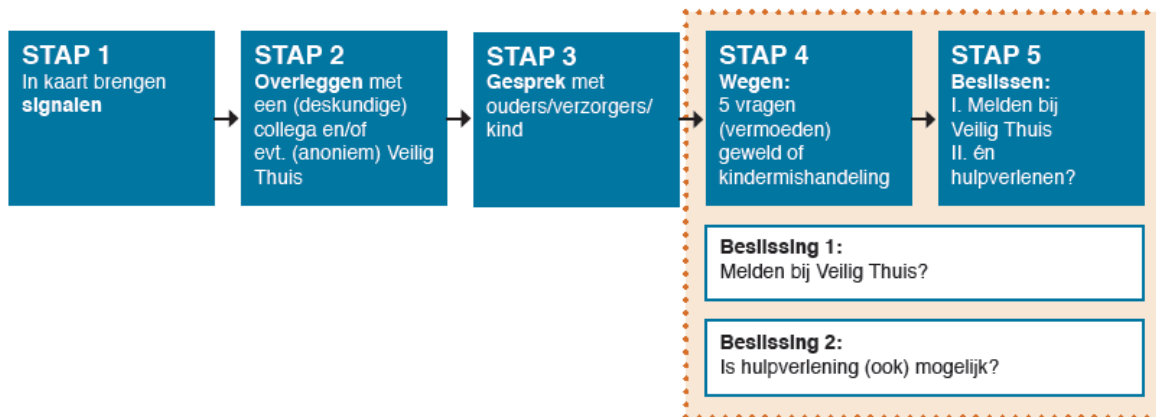 STAP 1
In kaart brengen
signalen
STAP 2
Overleggen met
een (deskundige)
collega en/of
evt. (anoniem) Veilig
Thuis
STAP 3
Gesprek met
ouders/verzorgers/
kind
STAP 4
Wegen:
5 vragen
(vermoeden)
geweld of
kindermishandeling
STAP 5
Beslissen:
I. Melden bij
Veilig Thuis
II. én
hulpverlenen?
Beslissing 1:
Melden bij Veilig Thuis?
Beslissing 2:
Is hulpverlening (ook) mogelijk?